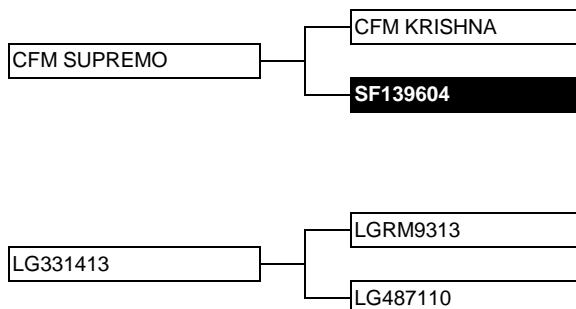 CFM KRISHNA
CFM SUPREMO
SF139604
LGRM9313
LG331413
LG487110